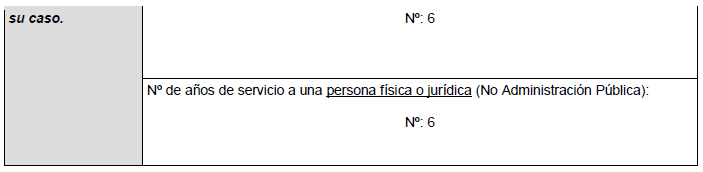 su caso.
Nº: 6
Nº de años de servicio a una persona física o jurídica (No Administración Pública):
Nº: 6